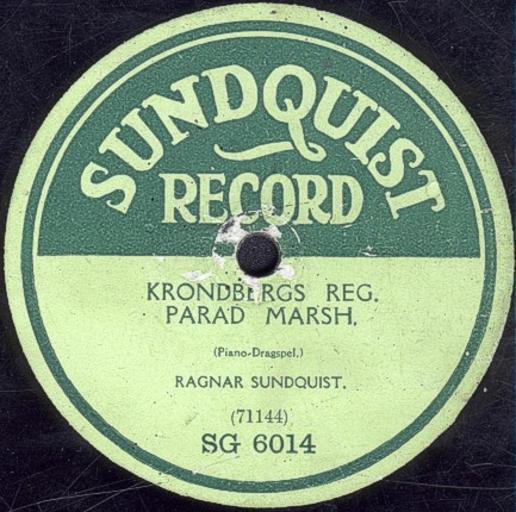 SUNDQUIST
RECORD
KRONDBERGS REG.
PARAD MARSH.
(Piano-Dragspel.)
RAGNAR SUNDQUIST.
(71144)
SG 6014